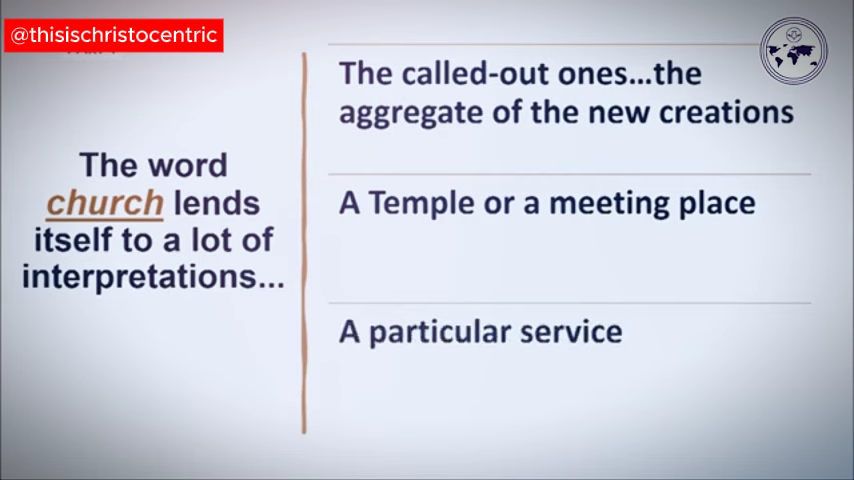 @thisischristocentric
The word
church lends
itself to a lot of
interpretations...
The called-out ones...the
aggregate of the new creations
A Temple or a meeting place
A particular service